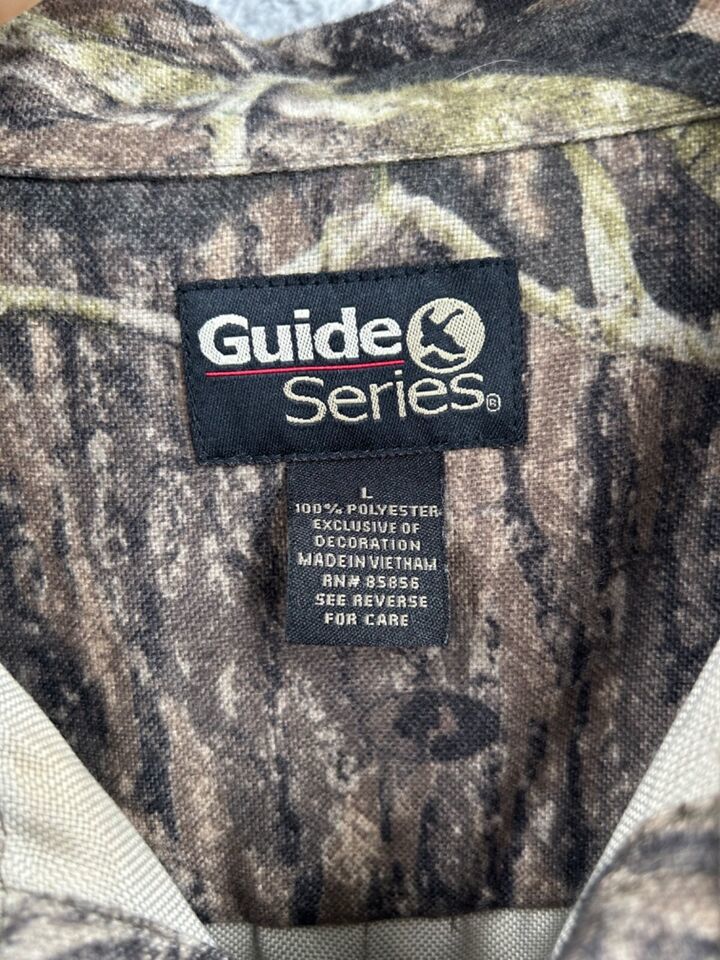 Guide
Series®
L
100% POLYESTER
EXCLUSIVE OF
DECORATION
MADE IN VIETNAM
RN# 85856
SEE REVERSE
FOR CARE